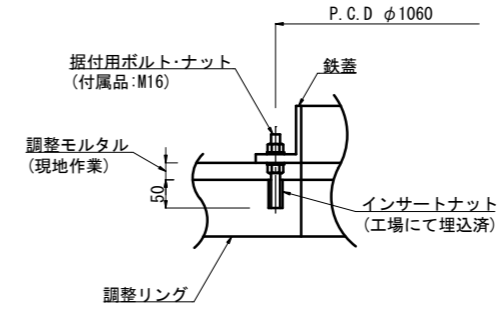 P.C.D φ1060
据付用ボルト・ナット
(付属品:M16)
鉄蓋
調整モルタル
(現地作業)
50
インサートナット
(工場にて埋込済)
調整リング